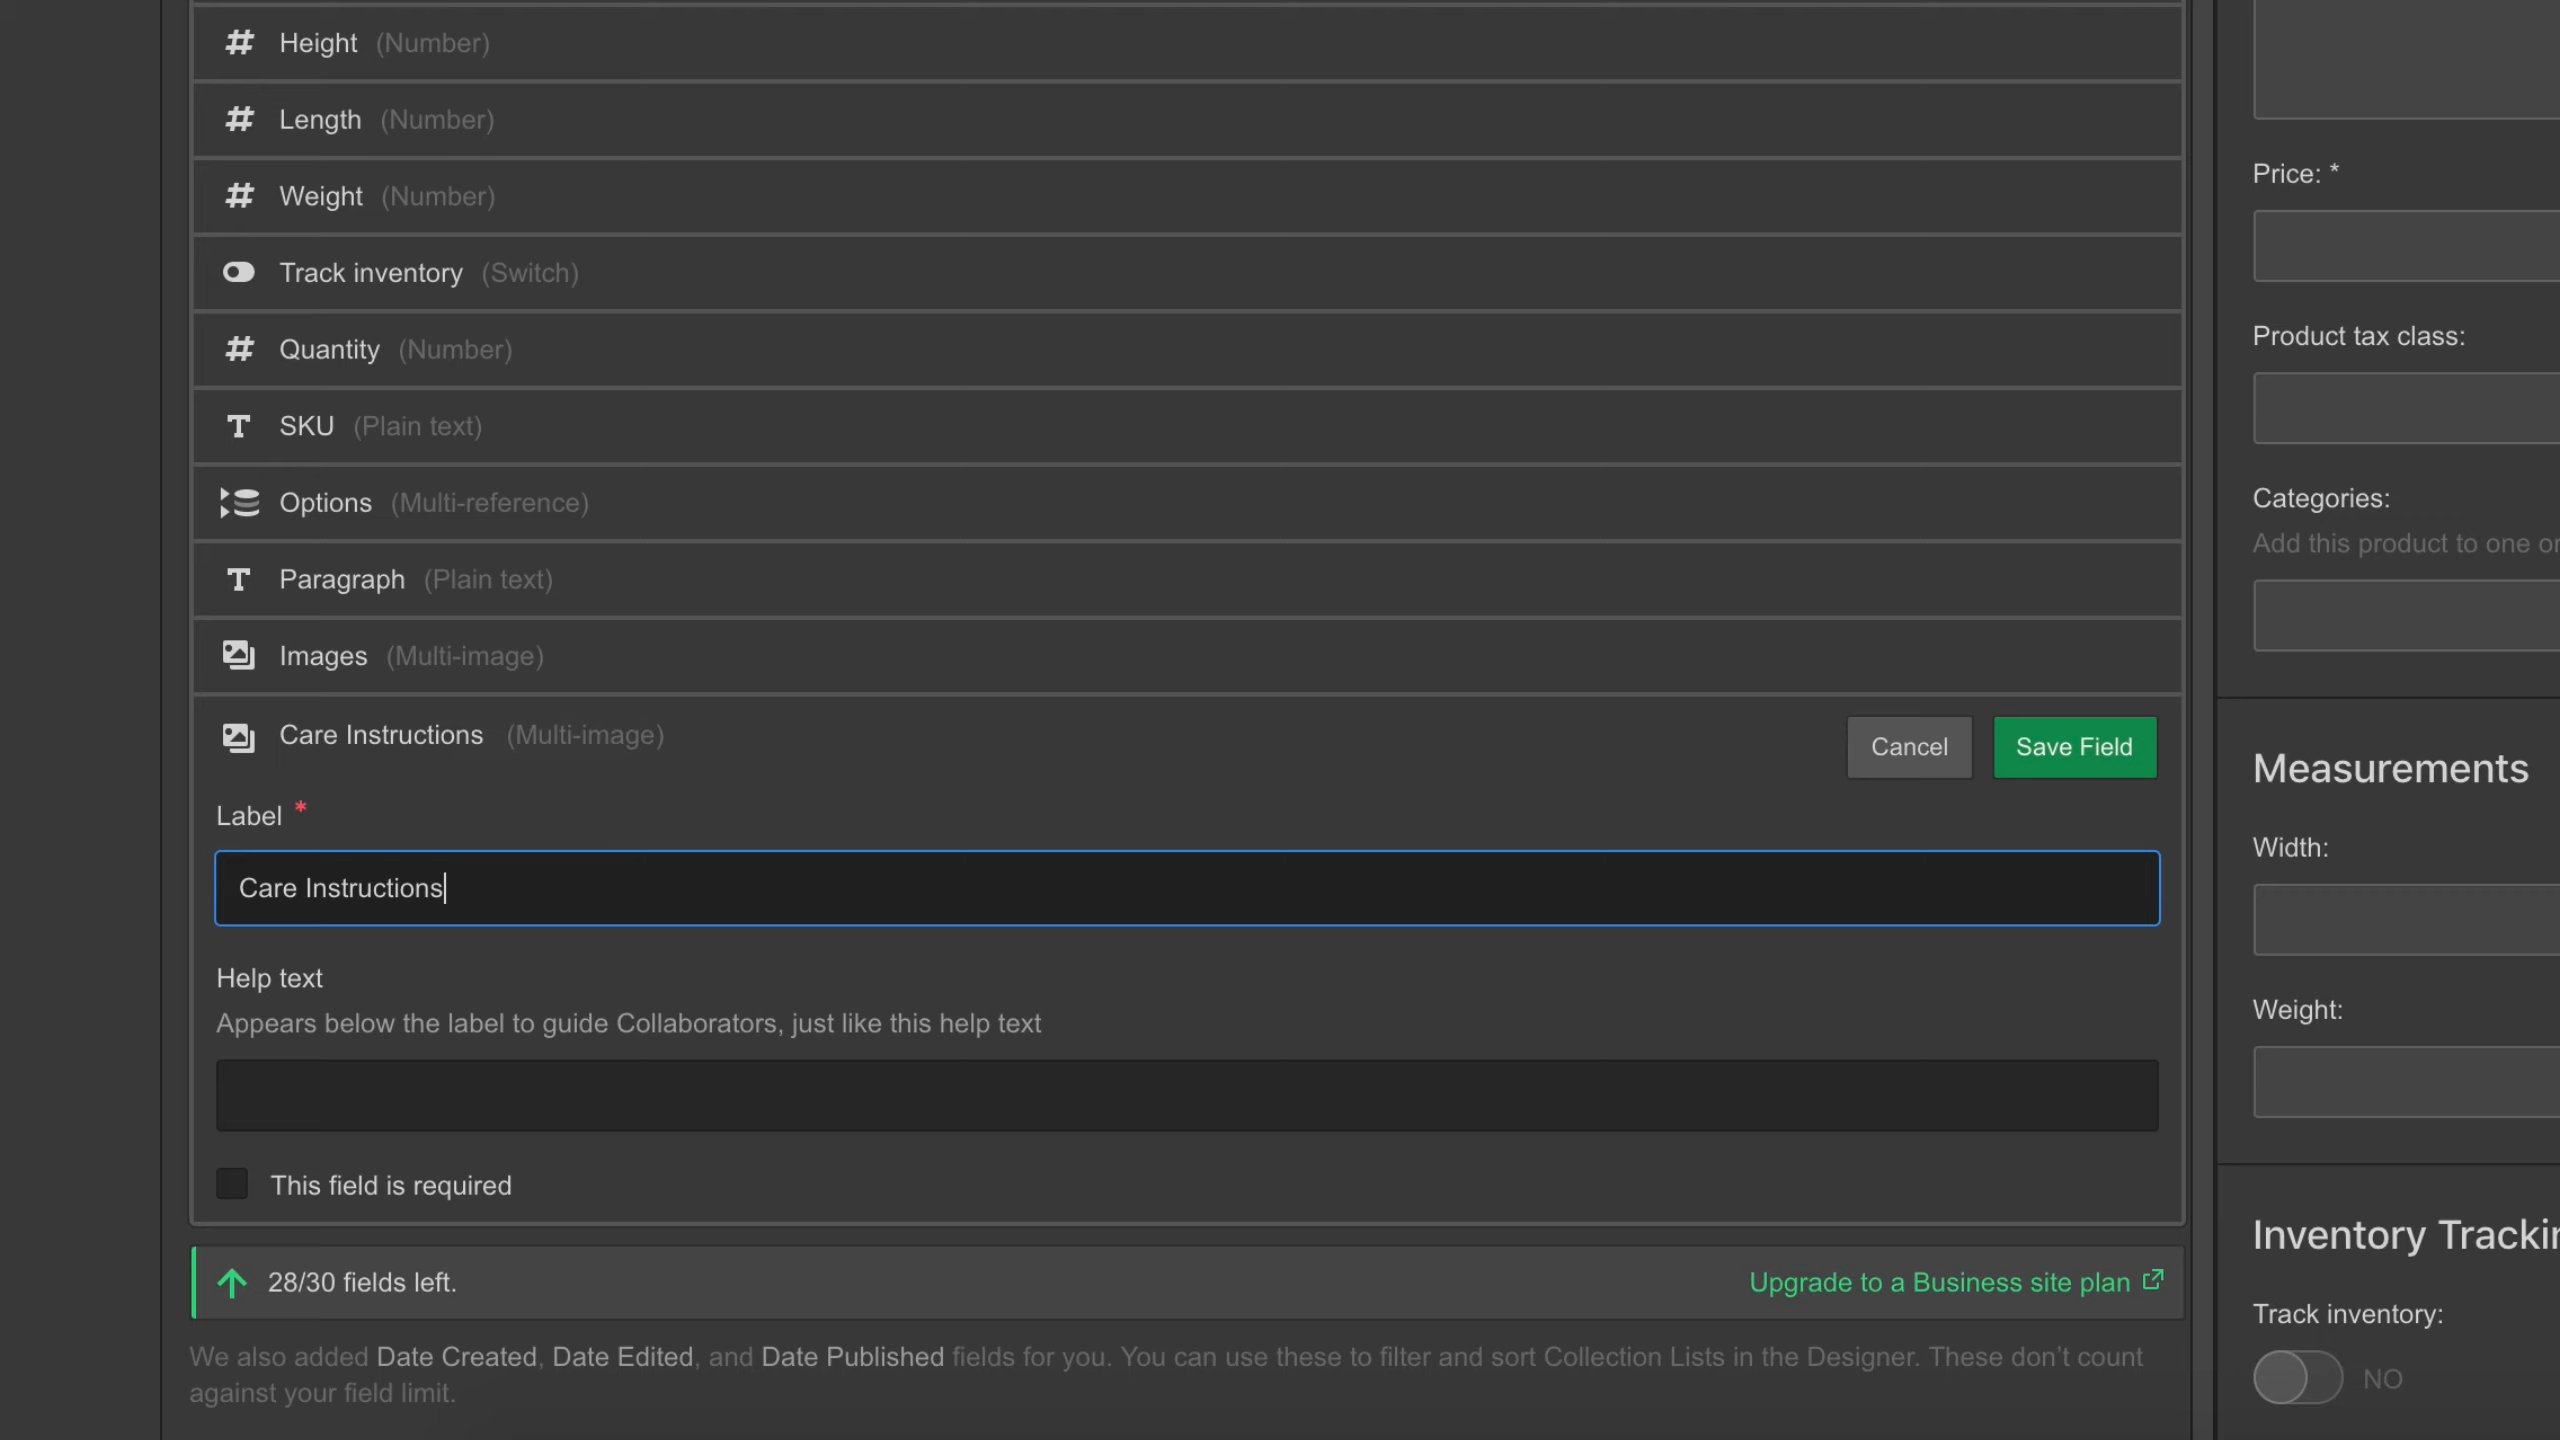 Height (Number)
Length (Number)
Weight (Number)
Track inventory (Switch)
Quantity (Number)
SKU (Plain text)
Options (Multi-reference)
Paragraph (Plain text)
Images (Multi-image)
Care Instructions (Multi-image)
Cancel
Save Field
Label *
Care Instructions
Help text
Appears below the label to guide Collaborators, just like this help text
This field is required
28/30 fields left.
Upgrade to a Business site plan
We also added Date Created, Date Edited, and Date Published fields for you. You can use these to filter and sort Collection Lists in the Designer. These don't count
against your field limit.
Price: *
Product tax class:
Categories:
Add this product to one or
Measurements
Width:
Weight:
Inventory Trackin
Track inventory:
NO